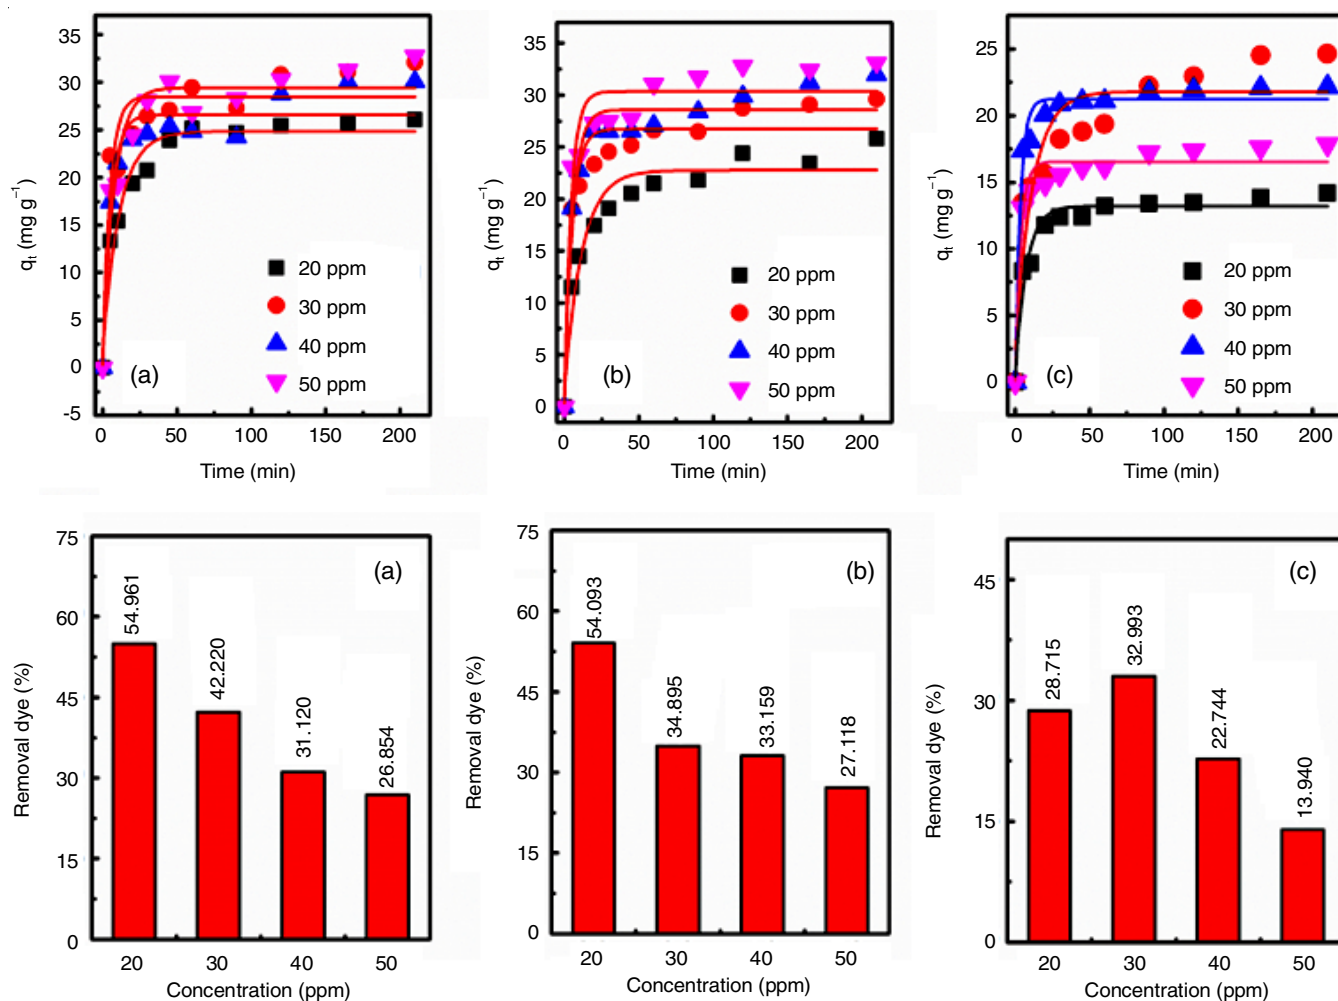 35
30
25
20
15
10
5
0
-5
qt (mg g⁻¹)
20 ppm
30 ppm
40 ppm
50 ppm
(a)
0 50 100 150 200
Time (min)
35
30
25
20
15
10
5
0
qt (mg g⁻¹)
20 ppm
30 ppm
40 ppm
50 ppm
(b)
0 50 100 150 200
Time (min)
25
20
15
10
5
0
qt (mg g⁻¹)
20 ppm
30 ppm
40 ppm
50 ppm
(c)
0 50 100 150 200
Time (min)
75
60
45
30
15
0
Removal dye (%)
(a)
54.961
42.220
31.120
26.854
20 30 40 50
Concentration (ppm)
75
60
45
30
15
0
Removal dye (%)
(b)
54.093
34.895
33.159
27.118
20 30 40 50
Concentration (ppm)
45
30
15
0
Removal dye (%)
(c)
28.715
32.993
22.744
13.940
20 30 40 50
Concentration (ppm)